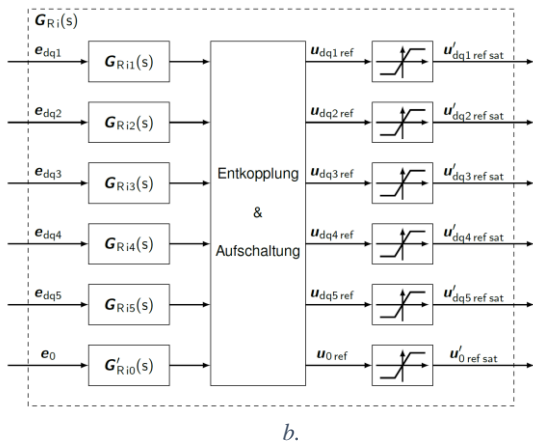 G_Ri(s)
e_dq1 G_Ri1(s) u_dq1 ref u'_dq1 ref sat
e_dq2 G_Ri2(s) u_dq2 ref u'_dq2 ref sat
e_dq3 G_Ri3(s) u_dq3 ref u'_dq3 ref sat
Entkopplung
&
Aufschaltung
e_dq4 G_Ri4(s) u_dq4 ref u'_dq4 ref sat
e_dq5 G_Ri5(s) u_dq5 ref u'_dq5 ref sat
e_0 G'_Ri0(s) u_0 ref u'_0 ref sat
b.